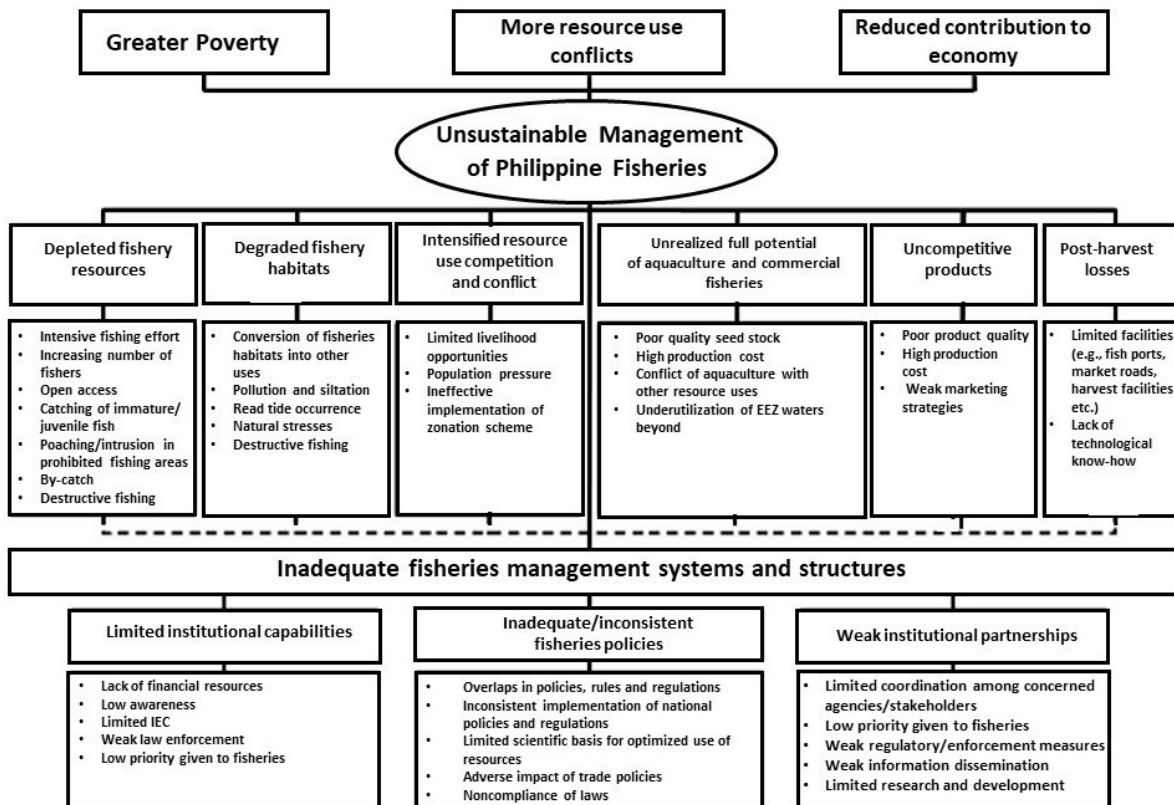 Greater Poverty
More resource use
conflicts
Reduced contribution to
economy
Unsustainable Management
of Philippine Fisheries
Depleted fishery
resources
Degraded fishery
habitats
Intensified resource
use competition
and conflict
Unrealized full potential
of aquaculture and commercial
fisheries
Uncompetitive
products
Post-harvest
losses
• Intensive fishing effort
• Increasing number of
fishers
• Open access
• Catching of immature/
juvenile fish
• Poaching/intrusion in
prohibited fishing areas
• By-catch
• Destructive fishing
• Conversion of fisheries
habitats into other
uses
• Pollution and siltation
• Read tide occurrence
• Natural stresses
• Destructive fishing
• Limited livelihood
opportunities
• Population pressure
• Ineffective
implementation of
zonation scheme
• Poor quality seed stock
• High production cost
• Conflict of aquaculture with
other resource uses
• Underutilization of EEZ waters
beyond
• Poor product quality
• High production
cost
• Weak marketing
strategies
• Limited facilities
(e.g., fish ports,
market roads,
harvest facilities
etc.)
• Lack of
technological
know-how
Inadequate fisheries management systems and structures
Limited institutional capabilities
Inadequate/inconsistent
fisheries policies
Weak institutional partnerships
• Lack of financial resources
• Low awareness
• Limited IEC
• Weak law enforcement
• Low priority given to fisheries
• Overlaps in policies, rules and regulations
• Inconsistent implementation of national
policies and regulations
• Limited scientific basis for optimized use of
resources
• Adverse impact of trade policies
• Noncompliance of laws
• Limited coordination among concerned
agencies/stakeholders
• Low priority given to fisheries
• Weak regulatory/enforcement measures
• Weak information dissemination
• Limited research and development